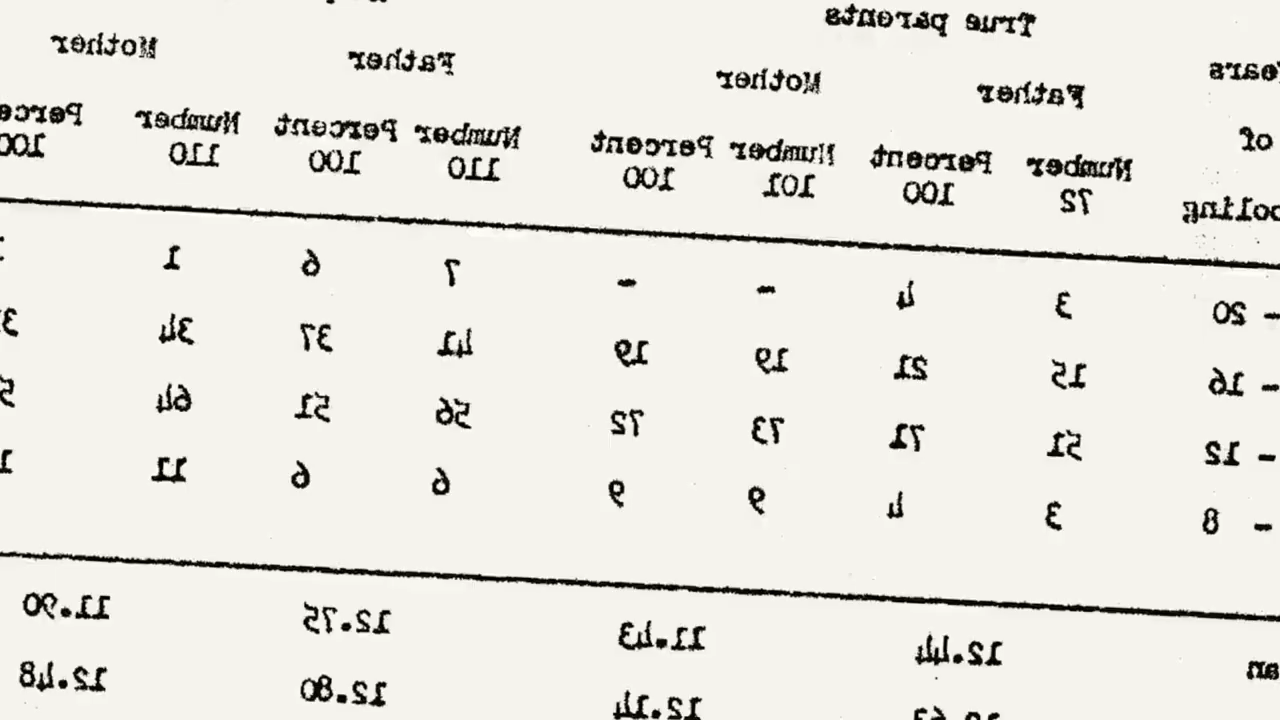 True parents
Father Mother Father Mother
of
Number Percent Number Percent Number Percent Number
72 100 101 100 110 100 110 100
- 20 3 4 - - 7 6 1
- 16 15 21 19 19 41 37 34
- 12 51 71 73 72 56 51 64
- 8 3 4 9 9 6 6 11
12.44 11.43 12.75 11.90
12.14 12.80 12.48